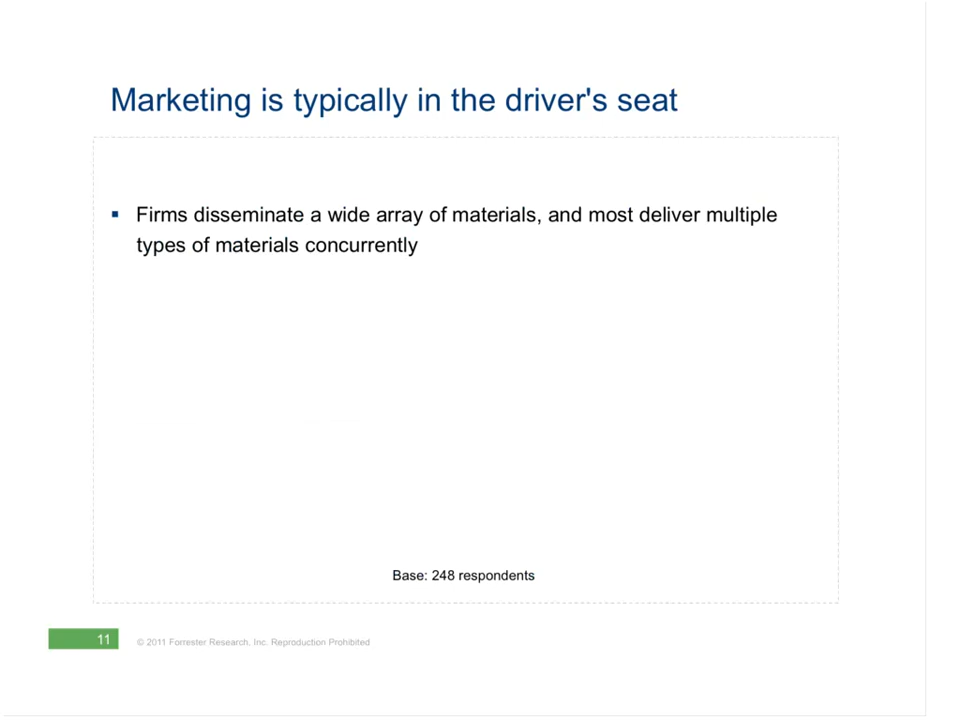 Marketing is typically in the driver's seat
▪ Firms disseminate a wide array of materials, and most deliver multiple
types of materials concurrently
Base: 248 respondents
11 © 2011 Forrester Research, Inc. Reproduction Prohibited